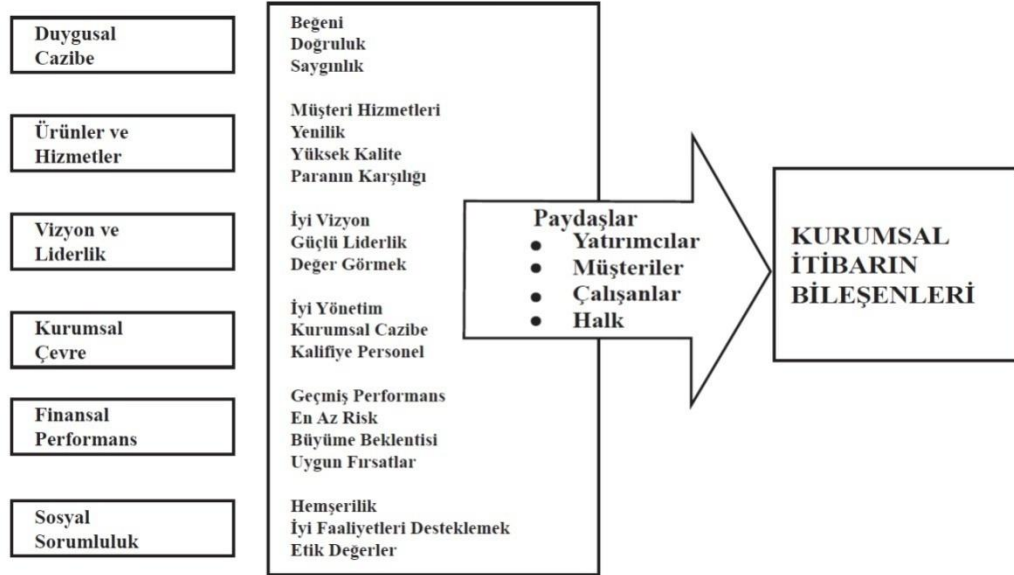 Duygusal
Cazibe
Beğeni
Doğruluk
Saygınlık
Ürünler ve
Hizmetler
Müşteri Hizmetleri
Yenilik
Yüksek Kalite
Paranın Karşılığı
Vizyon ve
Liderlik
İyi Vizyon
Güçlü Liderlik
Değer Görmek
Kurumsal
Çevre
İyi Yönetim
Kurumsal Cazibe
Kalifiye Personel
Finansal
Performans
Geçmiş Performans
En Az Risk
Büyüme Beklentisi
Uygun Fırsatlar
Sosyal
Sorumluluk
Hemşerilik
İyi Faaliyetleri Desteklemek
Etik Değerler
Paydaşlar
● Yatırımcılar
● Müşteriler
● Çalışanlar
● Halk
KURUMSAL
İTİBARIN
BİLEŞENLERİ